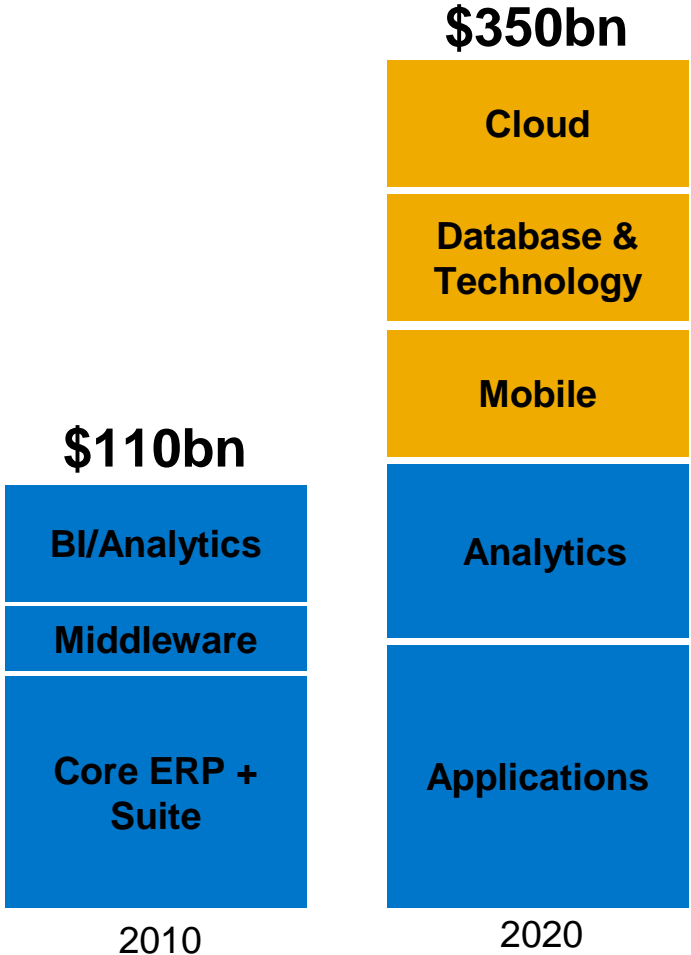 $110bn
BI/Analytics
Middleware
Core ERP +
Suite
2010
$350bn
Cloud
Database &
Technology
Mobile
Analytics
Applications
2020